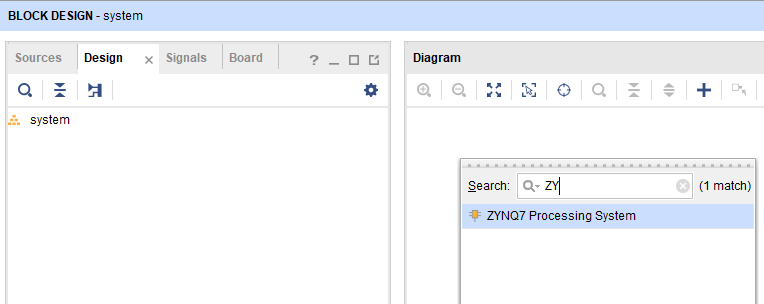 BLOCK DESIGN - system
Sources Design Signals Board ?
Diagram
system
Search: ZY (1 match)
ZYNQ7 Processing System